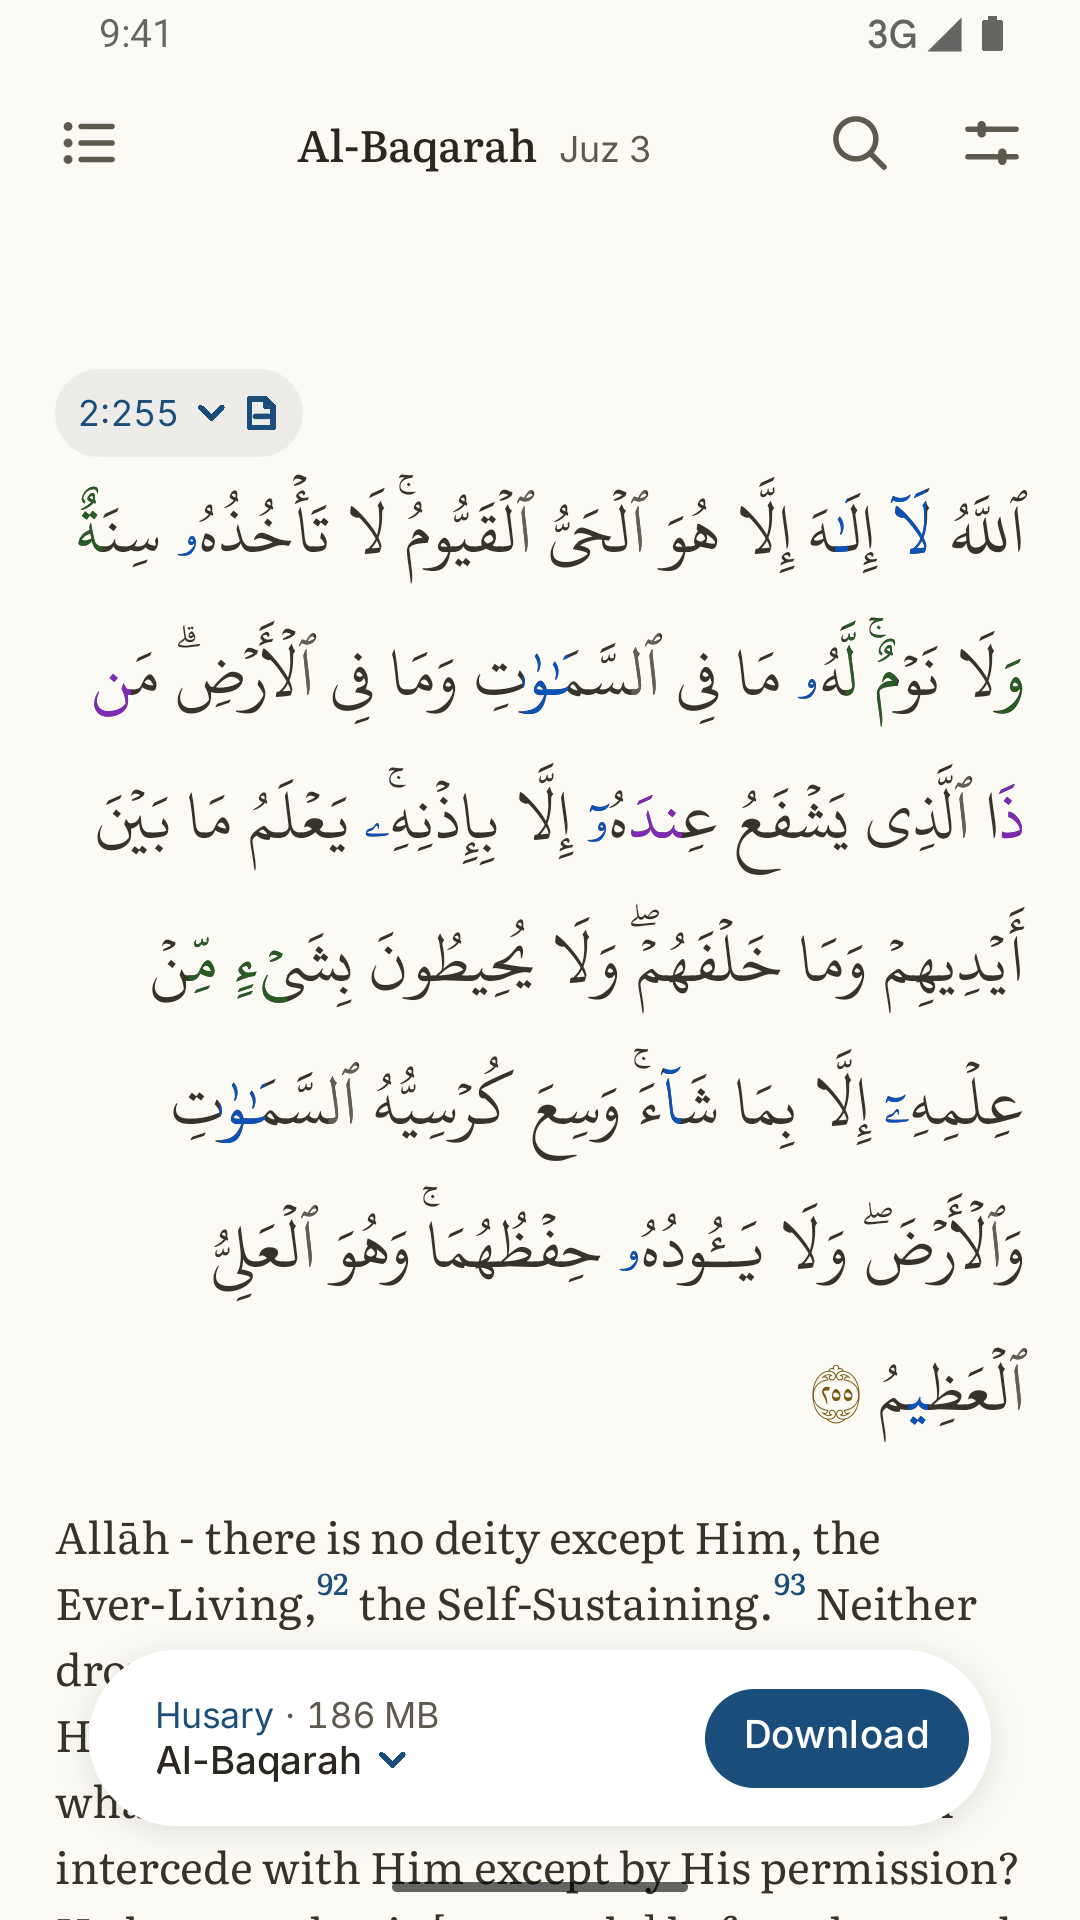 9:41 3G
Al-Baqarah Juz 3
2:255
ٱللَّهُ لَآ إِلَـٰهَ إِلَّا هُوَ ٱلْحَىُّ ٱلْقَيُّومُ ۚ لَا تَأْخُذُهُۥ سِنَةٌ
وَلَا نَوْمٌ ۚ لَّهُۥ مَا فِى ٱلسَّمَـٰوَٰتِ وَمَا فِى ٱلْأَرْضِ ۗ مَن
ذَا ٱلَّذِى يَشْفَعُ عِندَهُۥٓ إِلَّا بِإِذْنِهِۦ ۚ يَعْلَمُ مَا بَيْنَ
أَيْدِيهِمْ وَمَا خَلْفَهُمْ ۖ وَلَا يُحِيطُونَ بِشَىْءٍ مِّنْ
عِلْمِهِۦٓ إِلَّا بِمَا شَآءَ ۚ وَسِعَ كُرْسِيُّهُ ٱلسَّمَـٰوَٰتِ
وَٱلْأَرْضَ ۖ وَلَا يَـُٔودُهُۥ حِفْظُهُمَا ۚ وَهُوَ ٱلْعَلِىُّ
ٱلْعَظِيمُ ٢٥٥
Allāh - there is no deity except Him, the
Ever-Living,92 the Self-Sustaining.93 Neither
Husary · 186 MB
Al-Baqarah
Download
intercede with Him except by His permission?